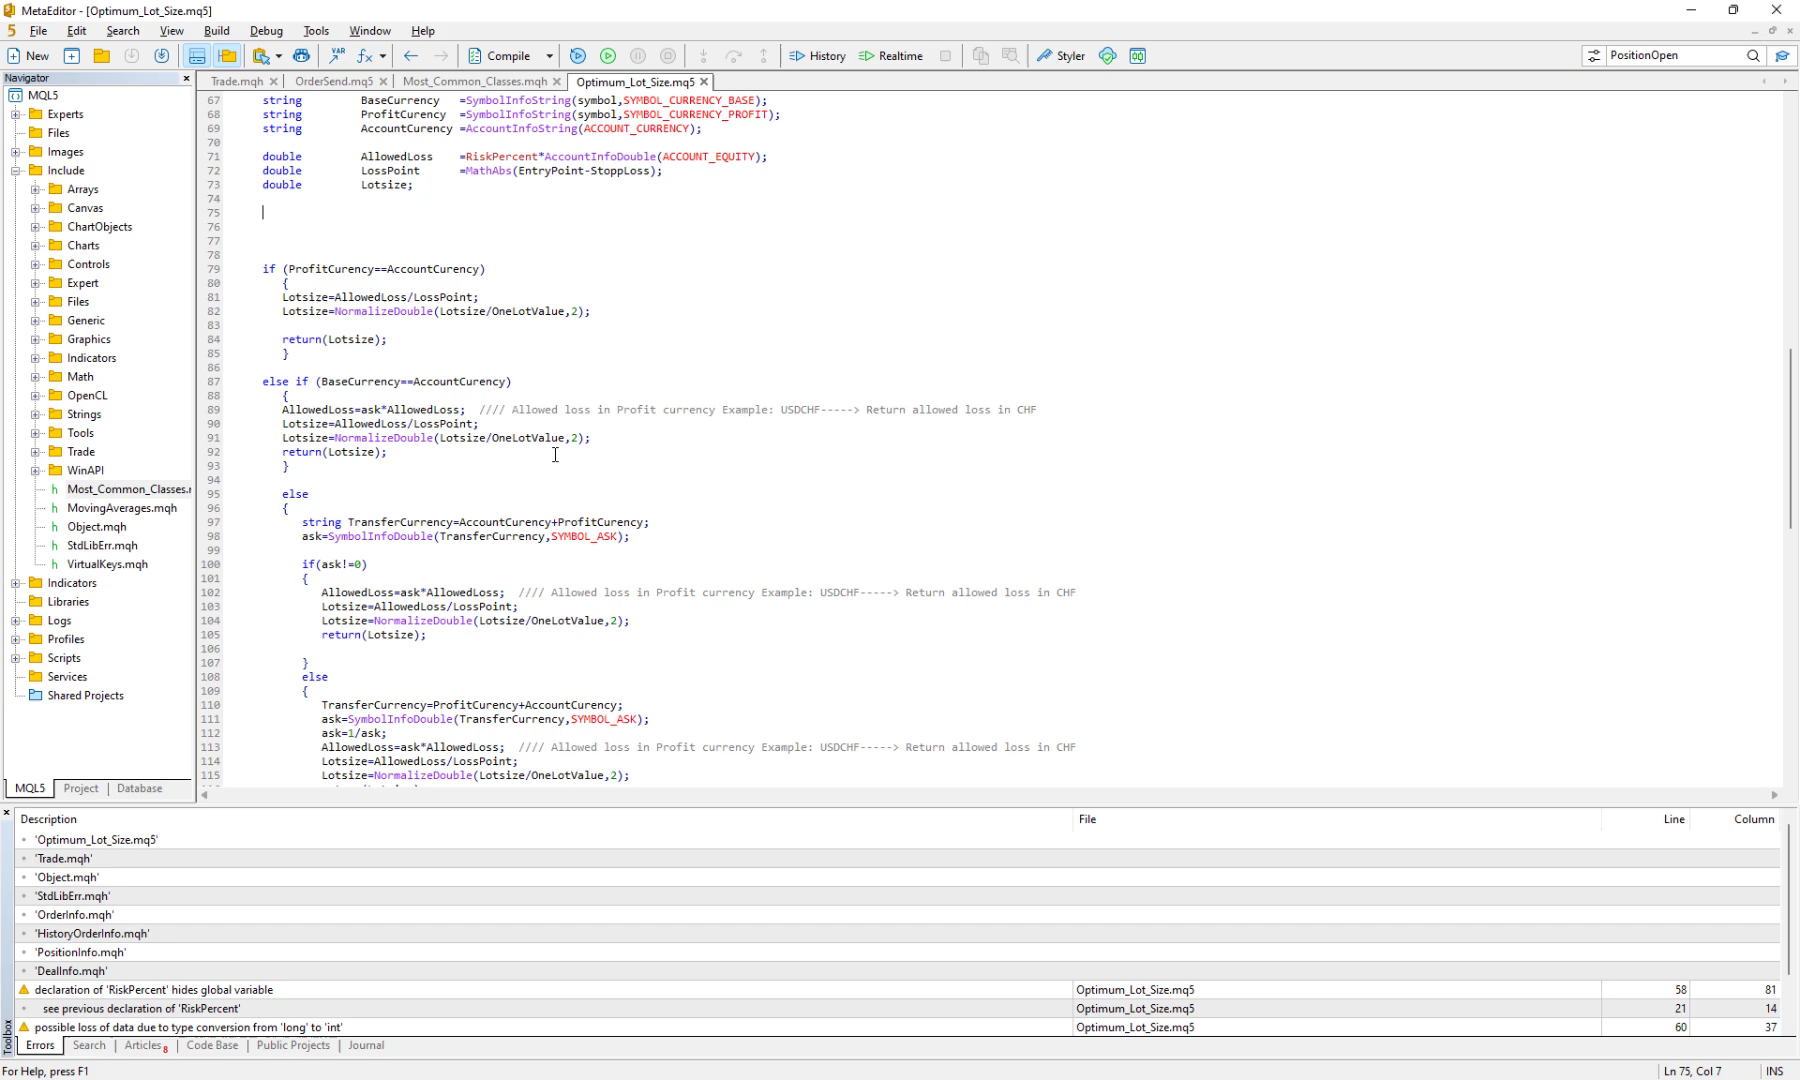 MetaEditor - [Optimum_Lot_Size.mq5]
5 File Edit Search View Build Debug Tools Window Help
New VAR Compile History Realtime Styler PositionOpen
Navigator
Trade.mqh OrderSend.mq5 Most_Common_Classes.mqh Optimum_Lot_Size.mq5
MQL5
Experts
Files
Images
Include
Arrays
Canvas
ChartObjects
Charts
Controls
Expert
Files
Generic
Graphics
Indicators
Math
OpenCL
Strings
Tools
Trade
WinAPI
Most_Common_Classes.
MovingAverages.mqh
Object.mqh
StdLibErr.mqh
VirtualKeys.mqh
Indicators
Libraries
Logs
Profiles
Scripts
Services
Shared Projects
MQL5 Project Database
67 string BaseCurrency =SymbolInfoString(symbol,SYMBOL_CURRENCY_BASE);
68 string ProfitCurency =SymbolInfoString(symbol,SYMBOL_CURRENCY_PROFIT);
69 string AccountCurency =AccountInfoString(ACCOUNT_CURRENCY);
70
71 double AllowedLoss =RiskPercent*AccountInfoDouble(ACCOUNT_EQUITY);
72 double LossPoint =MathAbs(EntryPoint-StoppLoss);
73 double Lotsize;
74
75
76
77
78
79 if (ProfitCurency==AccountCurency)
80 {
81 Lotsize=AllowedLoss/LossPoint;
82 Lotsize=NormalizeDouble(Lotsize/OneLotValue,2);
83
84 return(Lotsize);
85 }
86
87 else if (BaseCurrency==AccountCurency)
88 {
89 AllowedLoss=ask*AllowedLoss; //// Allowed loss in Profit currency Example: USDCHF-----> Return allowed loss in CHF
90 Lotsize=AllowedLoss/LossPoint;
91 Lotsize=NormalizeDouble(Lotsize/OneLotValue,2);
92 return(Lotsize);
93 }
94
95 else
96 {
97 string TransferCurrency=AccountCurency+ProfitCurency;
98 ask=SymbolInfoDouble(TransferCurrency,SYMBOL_ASK);
99
100 if(ask!=0)
101 {
102 AllowedLoss=ask*AllowedLoss; //// Allowed loss in Profit currency Example: USDCHF-----> Return allowed loss in CHF
103 Lotsize=AllowedLoss/LossPoint;
104 Lotsize=NormalizeDouble(Lotsize/OneLotValue,2);
105 return(Lotsize);
106
107 }
108 else
109 {
110 TransferCurrency=ProfitCurency+AccountCurency;
111 ask=SymbolInfoDouble(TransferCurrency,SYMBOL_ASK);
112 ask=1/ask;
113 AllowedLoss=ask*AllowedLoss; //// Allowed loss in Profit currency Example: USDCHF-----> Return allowed loss in CHF
114 Lotsize=AllowedLoss/LossPoint;
115 Lotsize=NormalizeDouble(Lotsize/OneLotValue,2);
Description File Line Column
'Optimum_Lot_Size.mq5'
'Trade.mqh'
'Object.mqh'
'StdLibErr.mqh'
'OrderInfo.mqh'
'HistoryOrderInfo.mqh'
'PositionInfo.mqh'
'DealInfo.mqh'
declaration of 'RiskPercent' hides global variable Optimum_Lot_Size.mq5 58 81
see previous declaration of 'RiskPercent' Optimum_Lot_Size.mq5 21 14
possible loss of data due to type conversion from 'long' to 'int' Optimum_Lot_Size.mq5 60 37
Toolbox
Errors Search Articles 8 Code Base Public Projects Journal
For Help, press F1 Ln 75, Col 7 INS